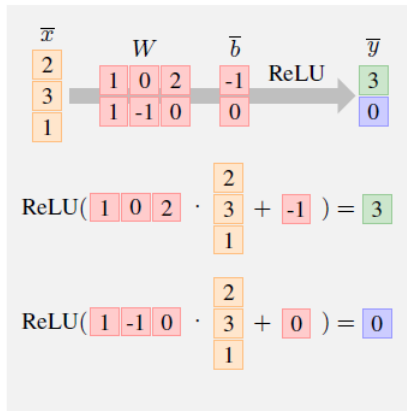 x̅ W b̅ y̅
2
3
1
1 0 2
1 -1 0
-1
0
ReLU
3
0
ReLU( 1 0 2 · 2 3 1 + -1 ) = 3
ReLU( 1 -1 0 · 2 3 1 + 0 ) = 0